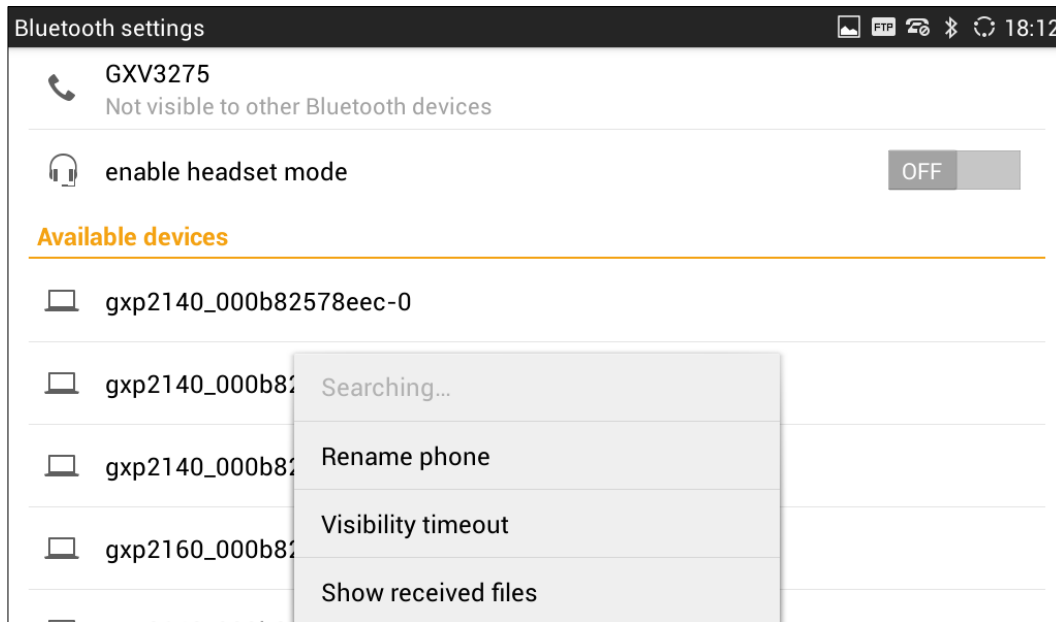 Bluetooth settings FTP 18:12
GXV3275
Not visible to other Bluetooth devices
enable headset mode OFF
Available devices
gxp2140_000b82578eec-0
gxp2140_000b82
Searching...
gxp2140_000b82
Rename phone
Visibility timeout
gxp2160_000b82
Show received files